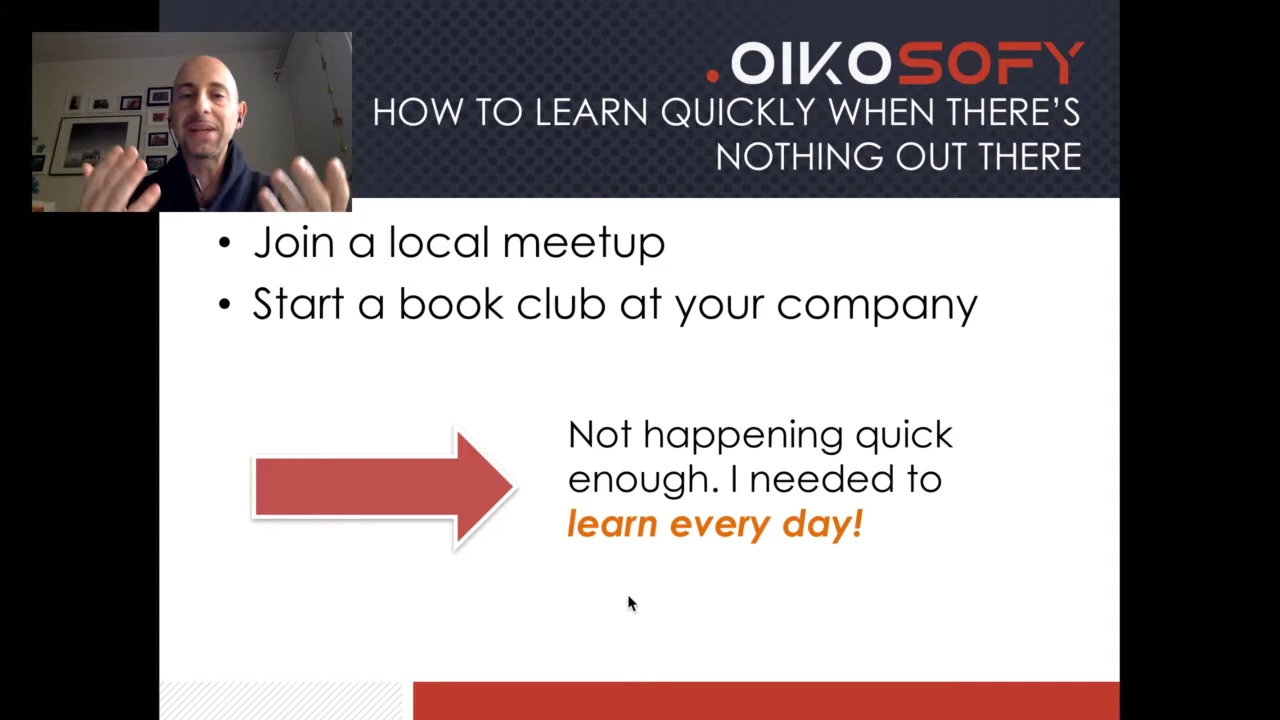 .OIKOSOFY
HOW TO LEARN QUICKLY WHEN THERE'S
NOTHING OUT THERE
• Join a local meetup
• Start a book club at your company
Not happening quick
enough. I needed to
learn every day!